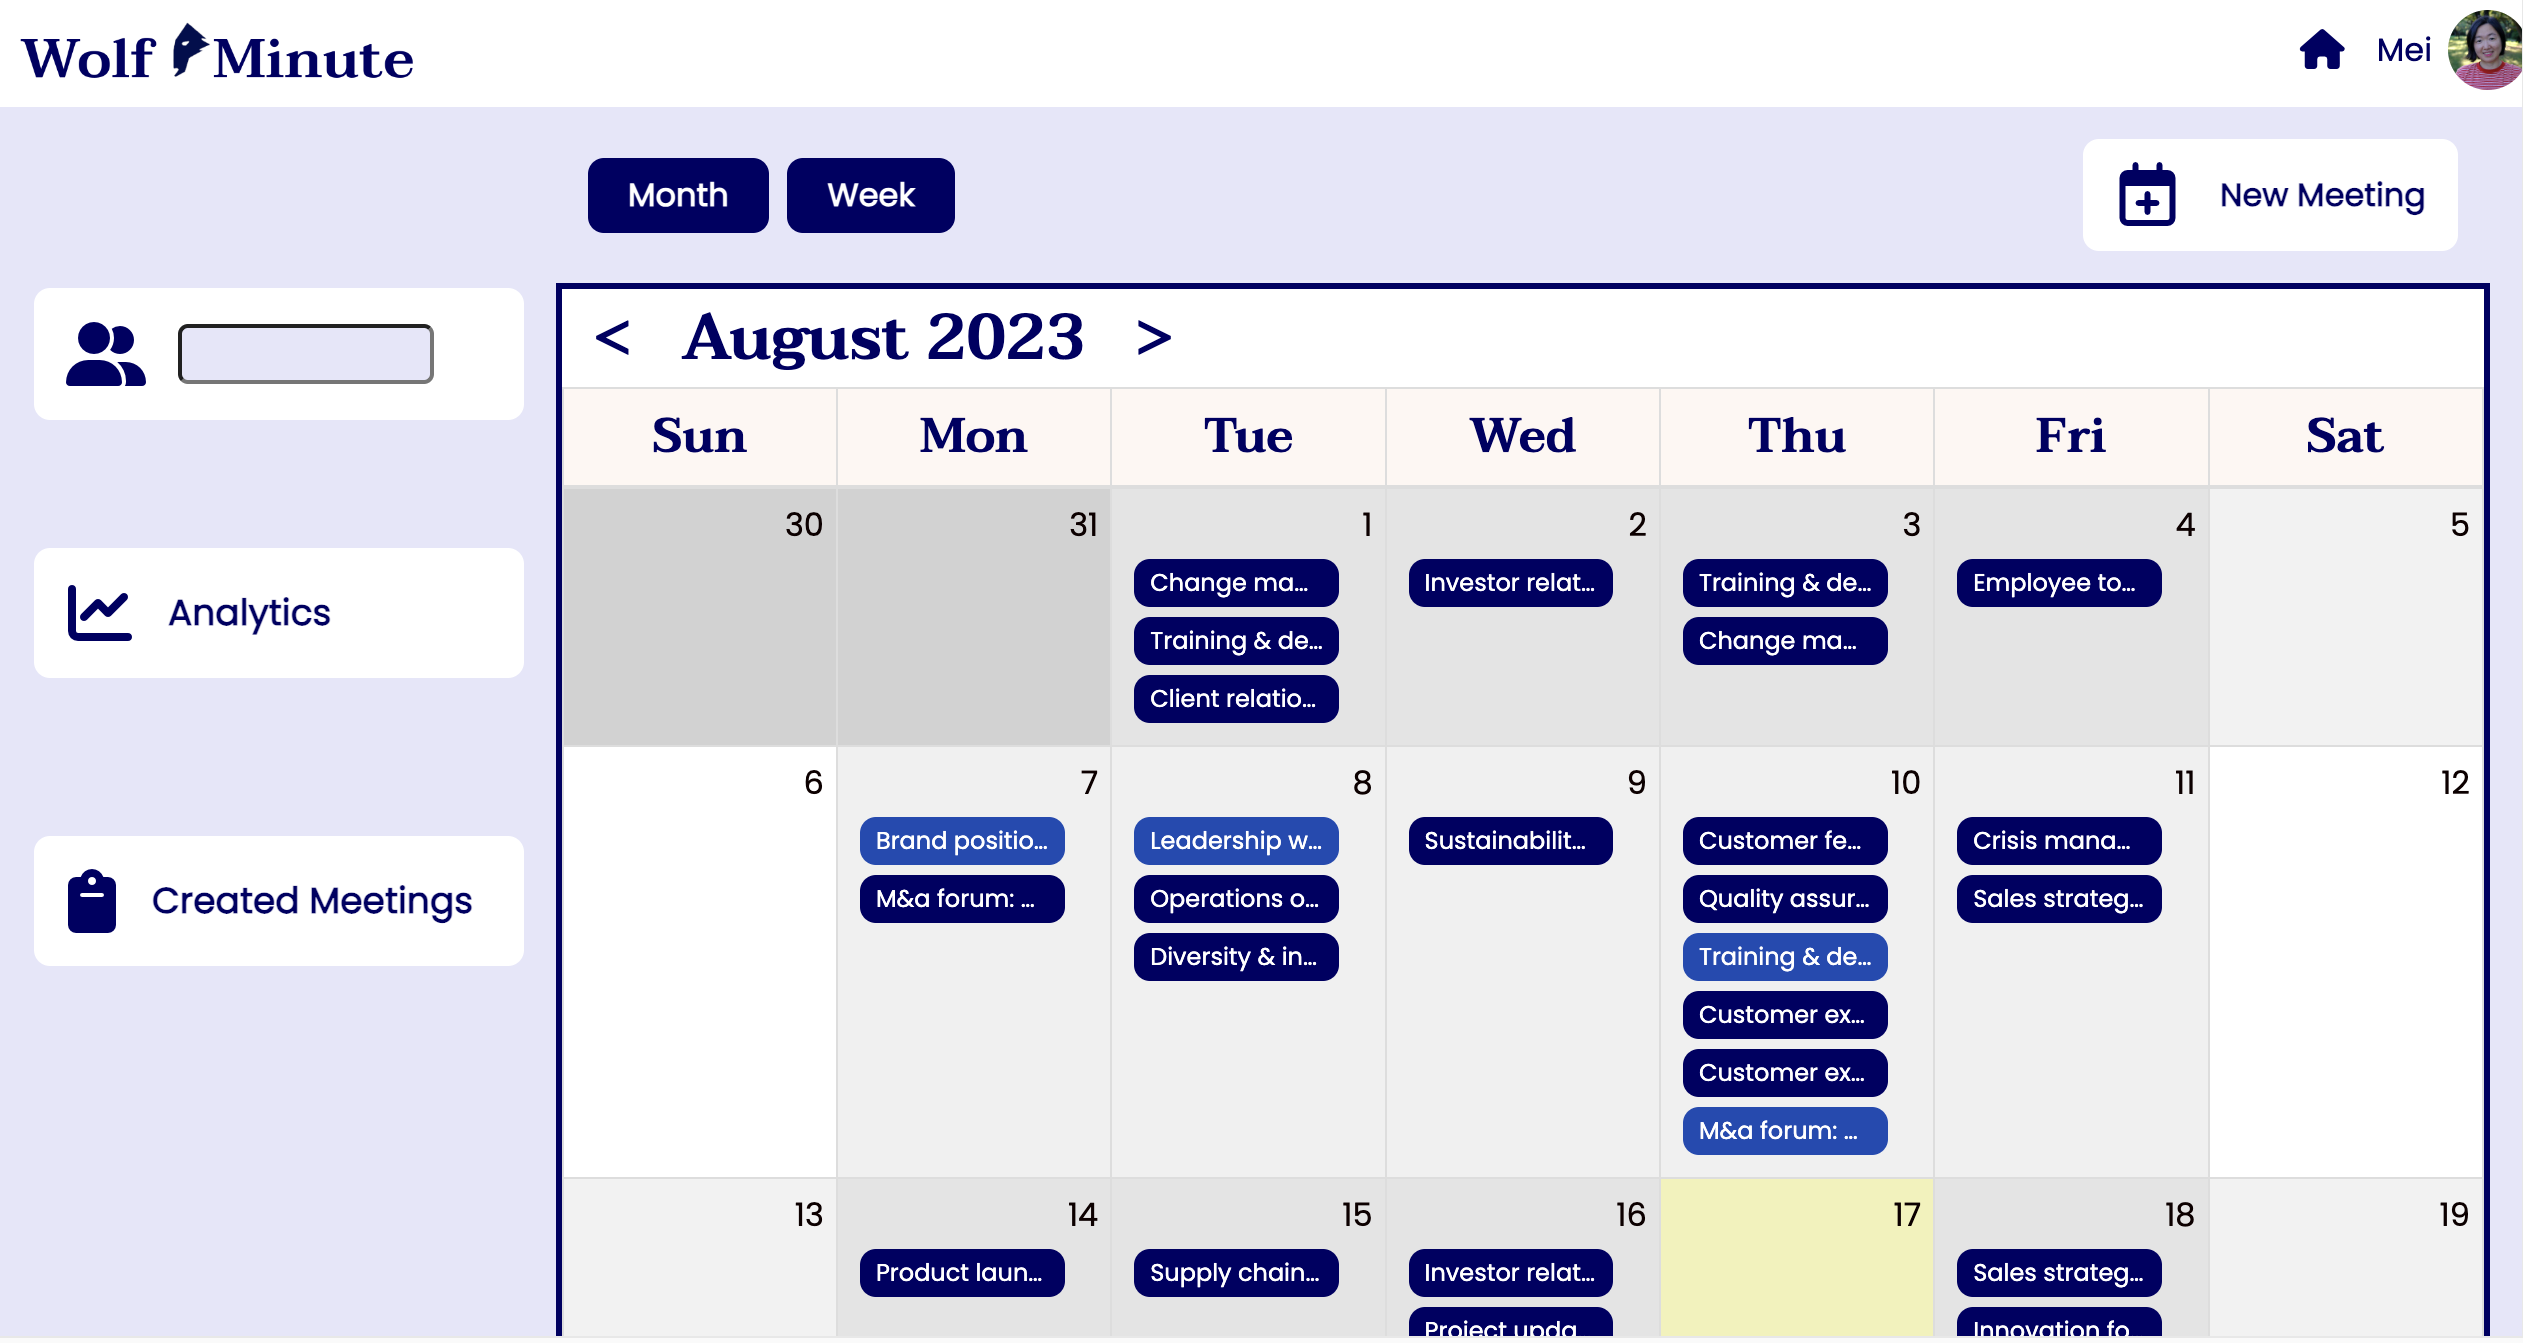 Wolf Minute
Mei
Month
Week
New Meeting
Analytics
Created Meetings
< August 2023 >
Sun Mon Tue Wed Thu Fri Sat
30 31 1 2 3 4 5
Change ma... Investor relat... Training & de... Employee to...
Training & de... Change ma...
Client relatio...
6 7 8 9 10 11 12
Brand positio... Leadership w... Sustainabilit... Customer fe... Crisis mana...
M&a forum: ... Operations o... Quality assur... Sales strateg...
Diversity & in... Training & de...
Customer ex...
Customer ex...
M&a forum: ...
13 14 15 16 17 18 19
Product laun... Supply chain... Investor relat... Sales strateg...
Project upda Innovation fo